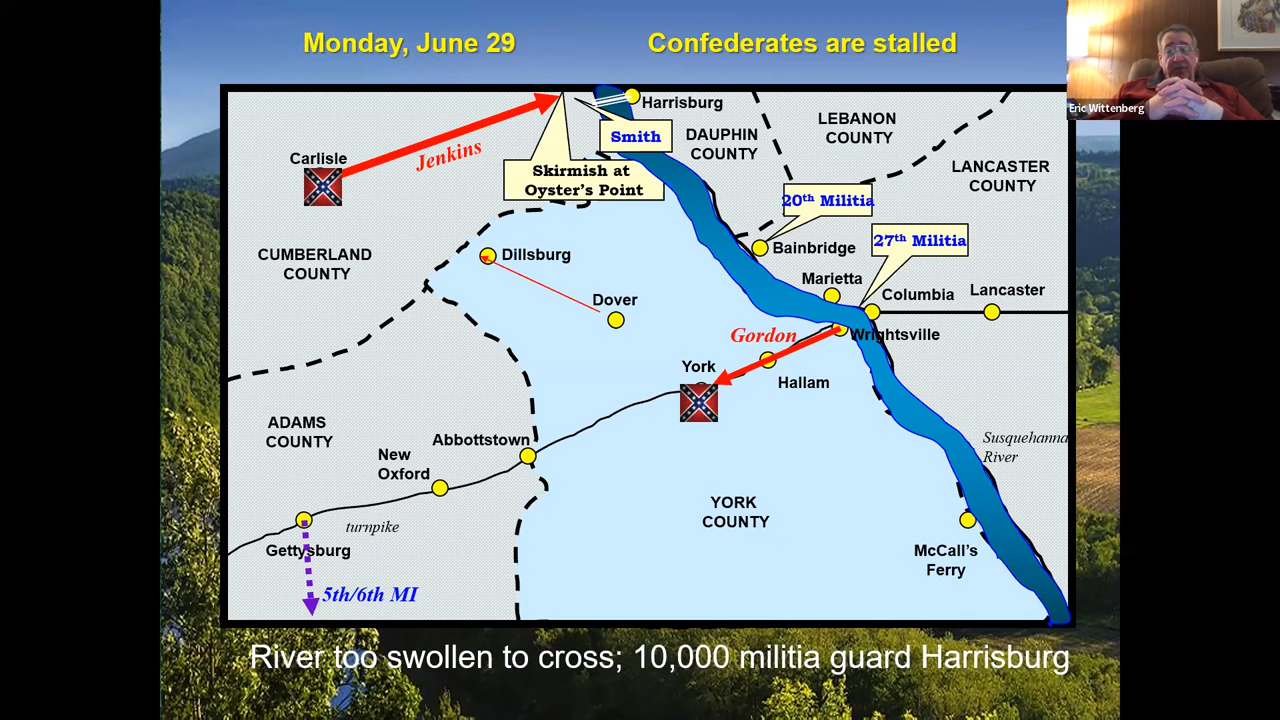 Monday, June 29
Confederates are stalled
Eric Wittenberg
Harrisburg
Smith
DAUPHIN
COUNTY
LEBANON
COUNTY
LANCASTER
COUNTY
Carlisle
Jenkins
Skirmish at
Oyster's Point
20th Militia
27th Militia
CUMBERLAND
COUNTY
Dillsburg
Bainbridge
Marietta
Columbia
Lancaster
Dover
Gordon
Wrightsville
York
Hallam
ADAMS
COUNTY
Abbottstown
New
Oxford
Susquehanna
River
YORK
COUNTY
turnpike
Gettysburg
McCall's
Ferry
5th/6th MI
River too swollen to cross; 10,000 militia guard Harrisburg